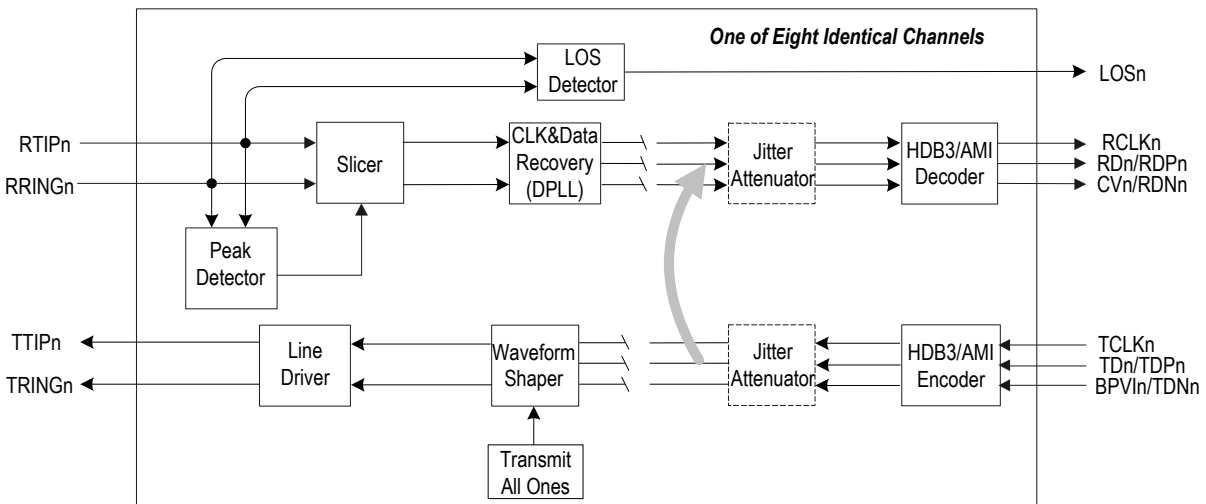 One of Eight Identical Channels
LOS
Detector
LOSn
RTIPn
RRINGn
Slicer
CLK&Data
Recovery
(DPLL)
Jitter
Attenuator
HDB3/AMI
Decoder
RCLKn
RDn/RDPn
CVn/RDNn
Peak
Detector
TTIPn
TRINGn
Line
Driver
Waveform
Shaper
Jitter
Attenuator
HDB3/AMI
Encoder
TCLKn
TDn/TDPn
BPVIn/TDNn
Transmit
All Ones